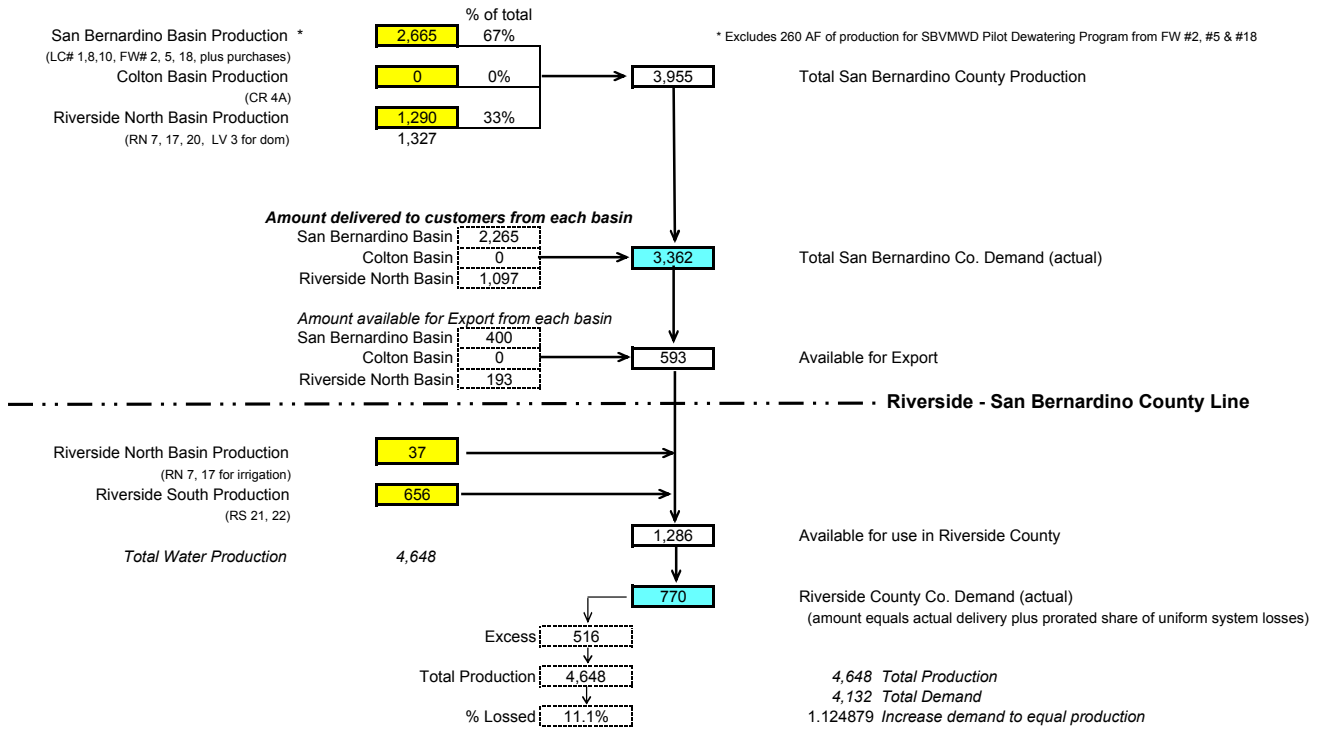 % of total
San Bernardino Basin Production * 2,665 67% * Excludes 260 AF of production for SBVMWD Pilot Dewatering Program from FW #2, #5 & #18
(LC# 1,8,10, FW# 2, 5, 18, plus purchases)
Colton Basin Production 0 0% 3,955 Total San Bernardino County Production
(CR 4A)
Riverside North Basin Production 1,290 33%
(RN 7, 17, 20, LV 3 for dom) 1,327
Amount delivered to customers from each basin
San Bernardino Basin 2,265
Colton Basin 0 3,362 Total San Bernardino Co. Demand (actual)
Riverside North Basin 1,097
Amount available for Export from each basin
San Bernardino Basin 400
Colton Basin 0 593 Available for Export
Riverside North Basin 193
Riverside - San Bernardino County Line
Riverside North Basin Production 37
(RN 7, 17 for irrigation)
Riverside South Production 656
(RS 21, 22)
1,286 Available for use in Riverside County
Total Water Production 4,648
770 Riverside County Co. Demand (actual)
(amount equals actual delivery plus prorated share of uniform system losses)
Excess 516
Total Production 4,648 4,648 Total Production
4,132 Total Demand
% Lossed 11.1% 1.124879 Increase demand to equal production